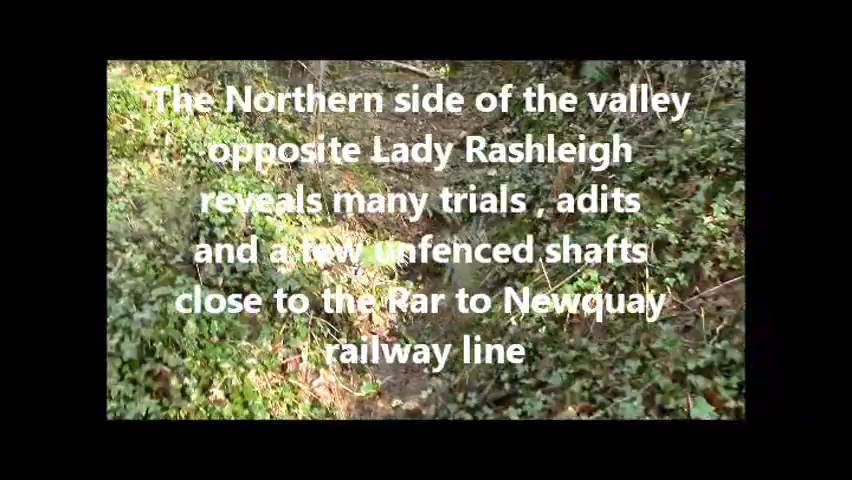 The Northern side of the valley
opposite Lady Rashleigh
reveals many trials , adits
and a few unfenced shafts
close to the Par to Newquay
railway line